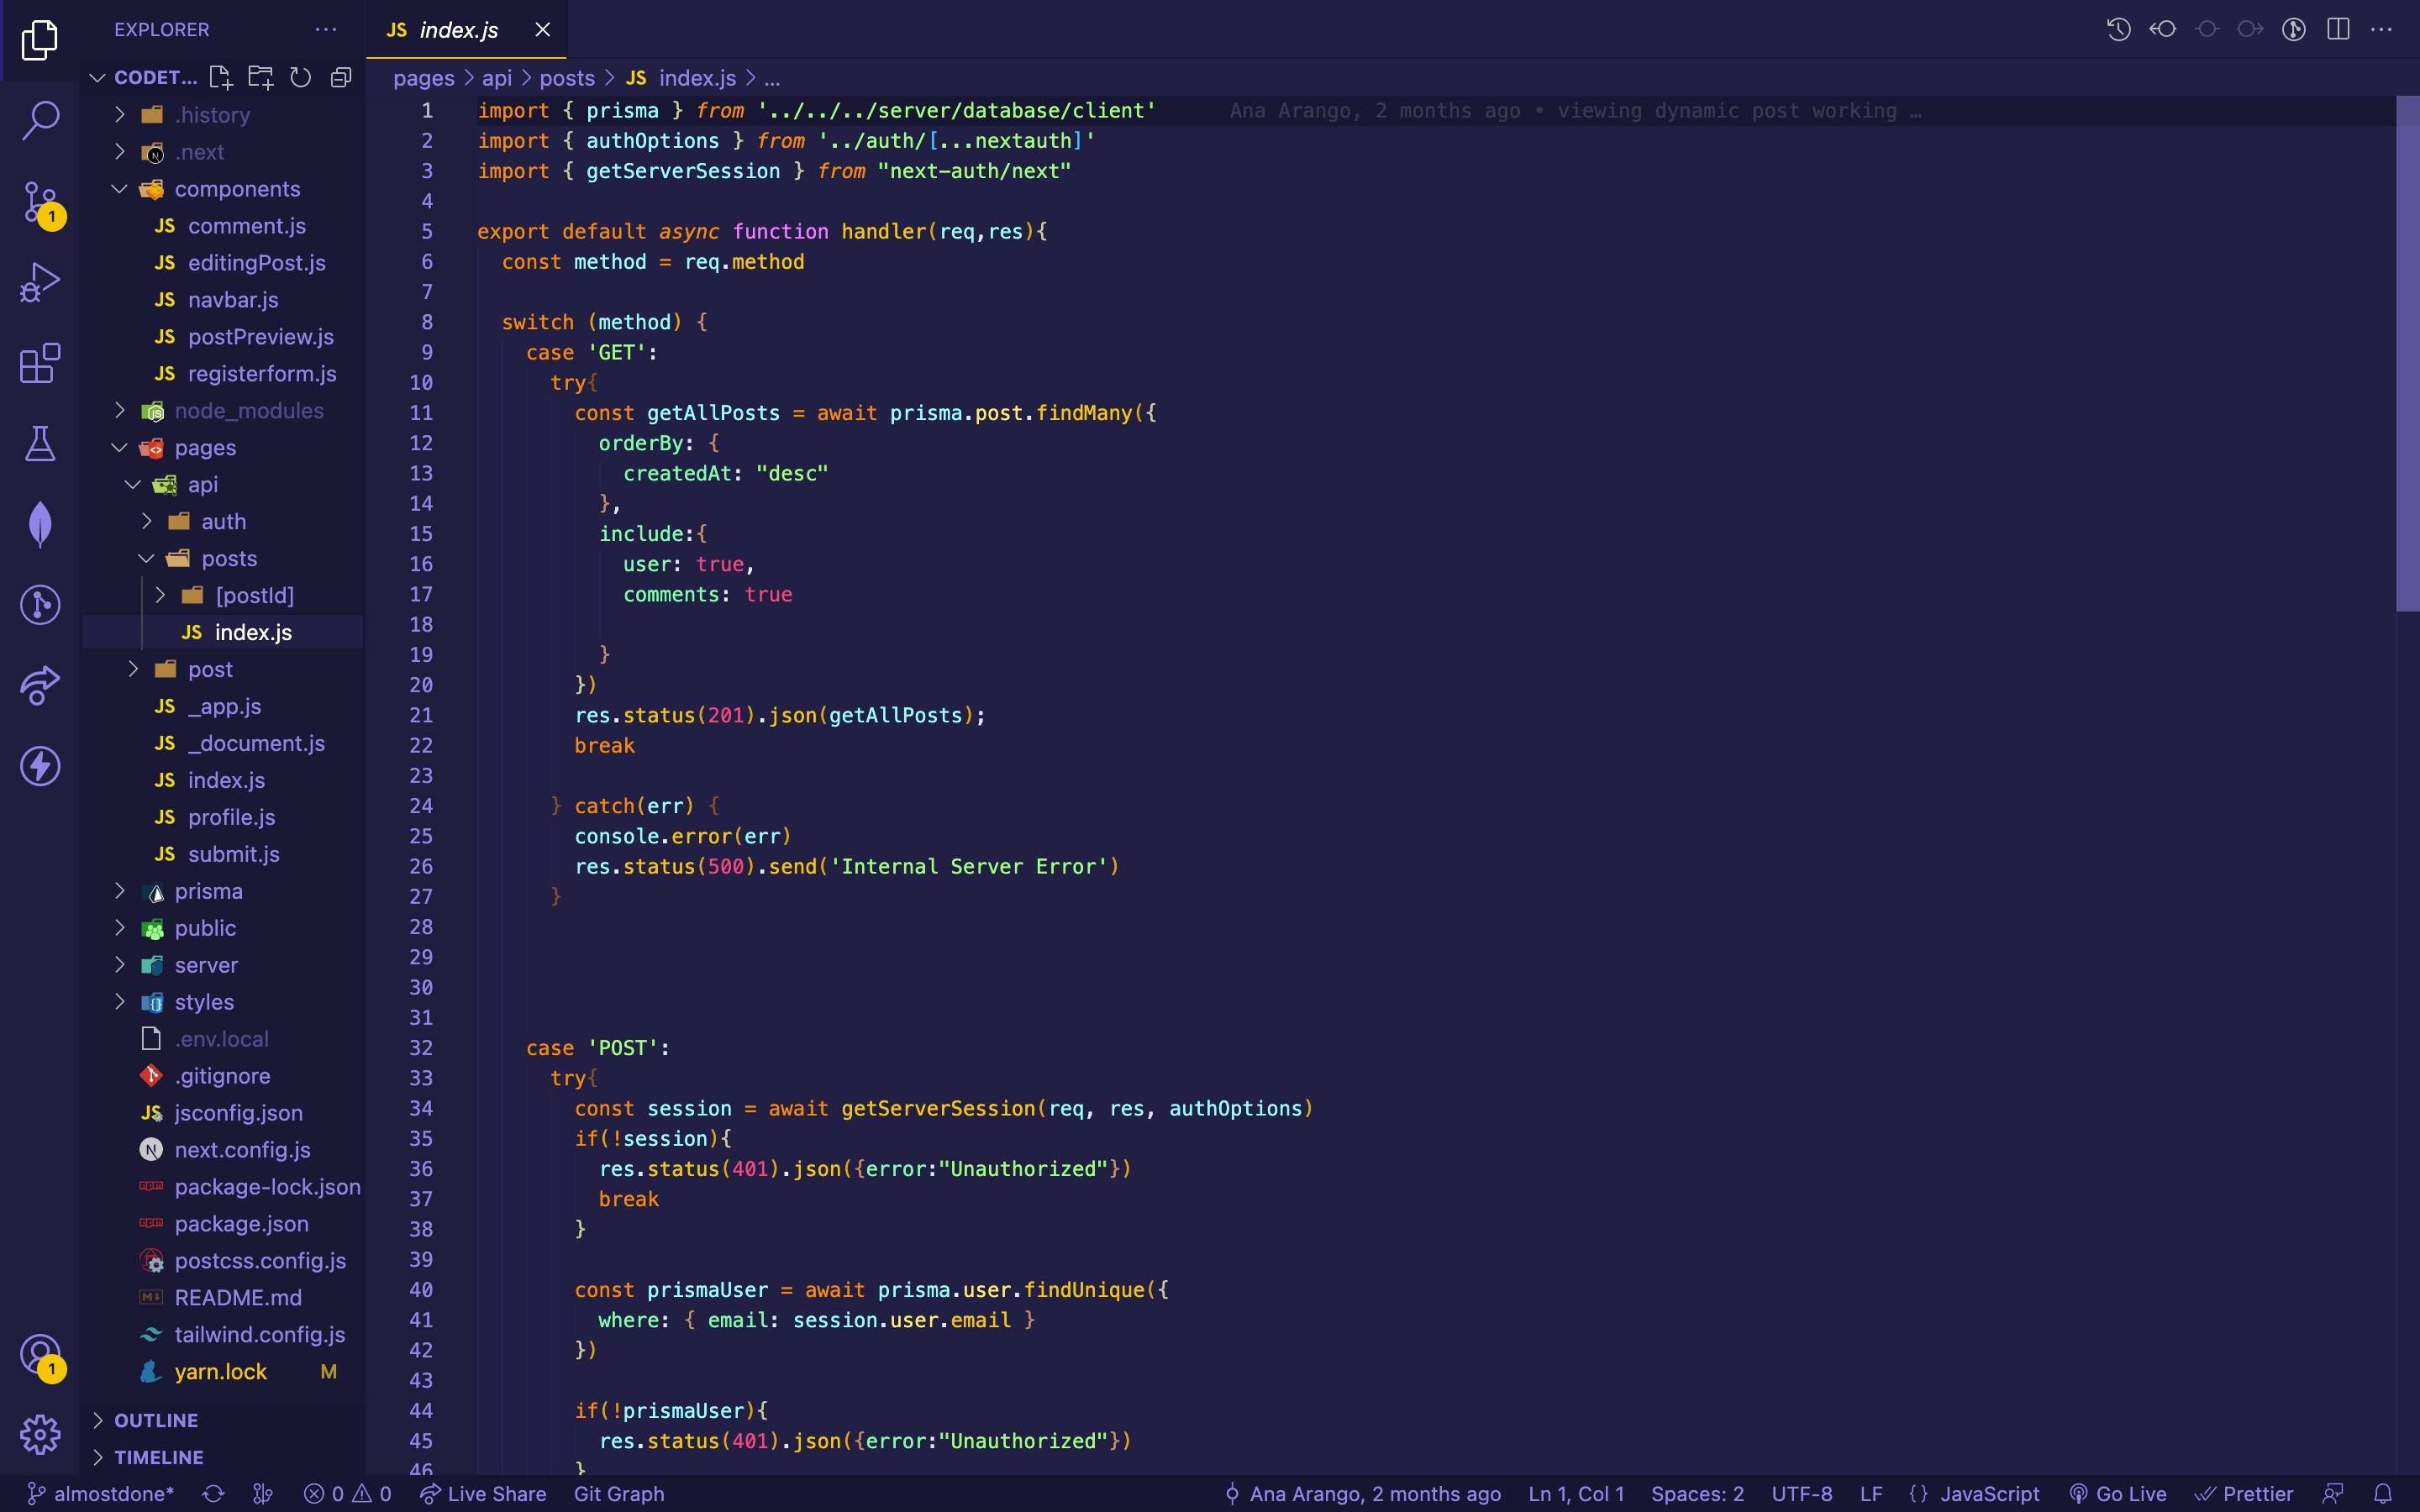 EXPLORER
JS index.js
CODET...
pages > api > posts > JS index.js > ...
.history
.next
components
JS comment.js
JS editingPost.js
JS navbar.js
JS postPreview.js
JS registerform.js
node_modules
pages
api
auth
posts
[postId]
JS index.js
post
JS _app.js
JS _document.js
JS index.js
JS profile.js
JS submit.js
prisma
public
server
styles
.env.local
.gitignore
JS jsconfig.json
N next.config.js
package-lock.json
package.json
postcss.config.js
README.md
tailwind.config.js
yarn.lock M
OUTLINE
TIMELINE
1
1
1 import { prisma } from '../../../server/database/client' Ana Arango, 2 months ago • viewing dynamic post working …
2 import { authOptions } from '../auth/[...nextauth]'
3 import { getServerSession } from "next-auth/next"
4
5 export default async function handler(req,res){
6 const method = req.method
7
8 switch (method) {
9 case 'GET':
10 try{
11 const getAllPosts = await prisma.post.findMany({
12 orderBy: {
13 createdAt: "desc"
14 },
15 include:{
16 user: true,
17 comments: true
18
19 }
20 })
21 res.status(201).json(getAllPosts);
22 break
23
24 } catch(err) {
25 console.error(err)
26 res.status(500).send('Internal Server Error')
27 }
28
29
30
31
32 case 'POST':
33 try{
34 const session = await getServerSession(req, res, authOptions)
35 if(!session){
36 res.status(401).json({error:"Unauthorized"})
37 break
38 }
39
40 const prismaUser = await prisma.user.findUnique({
41 where: { email: session.user.email }
42 })
43
44 if(!prismaUser){
45 res.status(401).json({error:"Unauthorized"})
46 }
almostdone* 0 0 Live Share Git Graph Ana Arango, 2 months ago Ln 1, Col 1 Spaces: 2 UTF-8 LF {} JavaScript Go Live Prettier